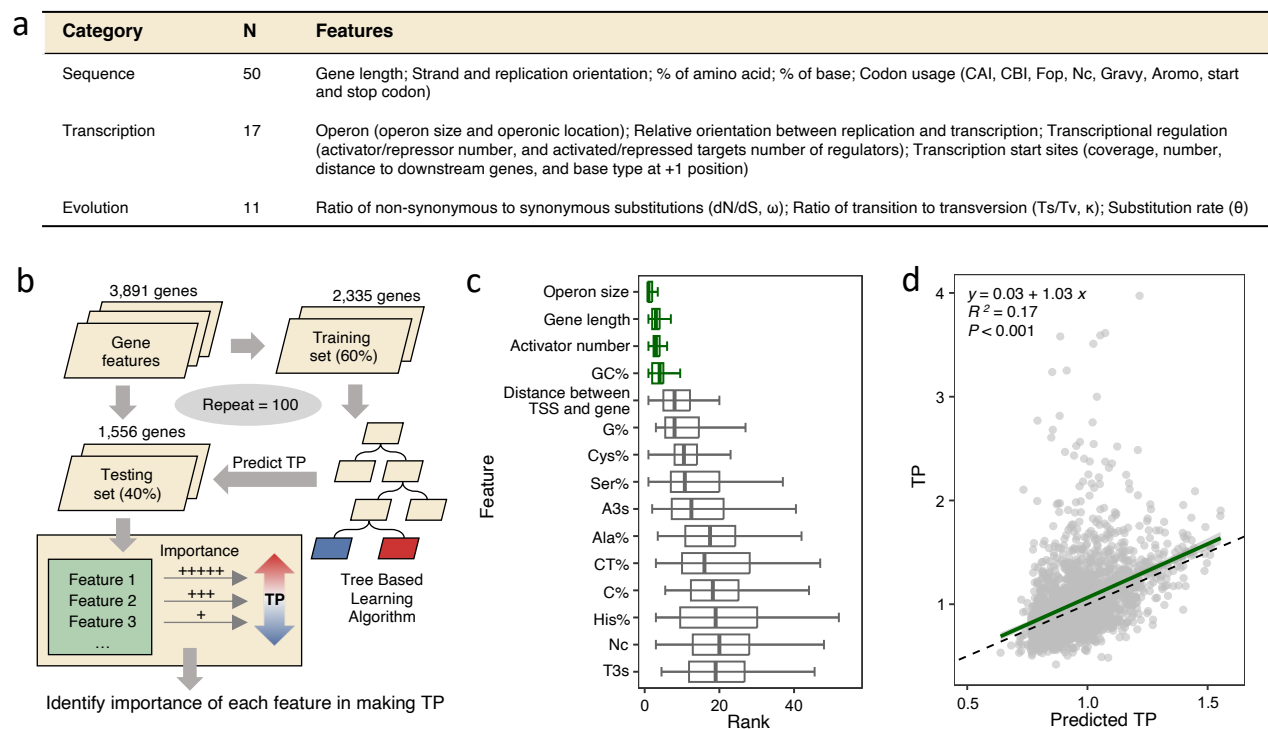 a
Category N Features
Sequence 50 Gene length; Strand and replication orientation; % of amino acid; % of base; Codon usage (CAI, CBI, Fop, Nc, Gravy, Aromo, start
and stop codon)
Transcription 17 Operon (operon size and operonic location); Relative orientation between replication and transcription; Transcriptional regulation
(activator/repressor number, and activated/repressed targets number of regulators); Transcription start sites (coverage, number,
distance to downstream genes, and base type at +1 position)
Evolution 11 Ratio of non-synonymous to synonymous substitutions (dN/dS, ω); Ratio of transition to transversion (Ts/Tv, κ); Substitution rate (θ)
b
3,891 genes
Gene
features
2,335 genes
Training
set (60%)
Repeat = 100
1,556 genes
Testing
set (40%)
Predict TP
Tree Based
Learning
Algorithm
Importance
Feature 1
Feature 2
Feature 3
...
+++++
+++
+
TP
Identify importance of each feature in making TP
c
Feature
Operon size
Gene length
Activator number
GC%
Distance between
TSS and gene
G%
Cys%
Ser%
A3s
Ala%
CT%
C%
His%
Nc
T3s
0 20 40
Rank
d
y = 0.03 + 1.03 x
R² = 0.17
P < 0.001
TP
4
3
2
1
0.5 1.0 1.5
Predicted TP